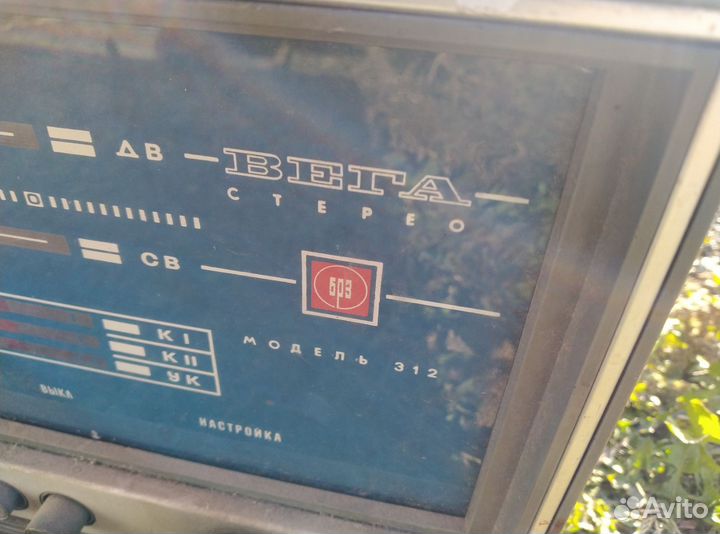 ДВ
ВЕГА
СТЕРЕО
СВ
БРЗ
МОДЕЛЬ 312
КI
КII
УК
ВЫКЛ
НАСТРОЙКА
Avito